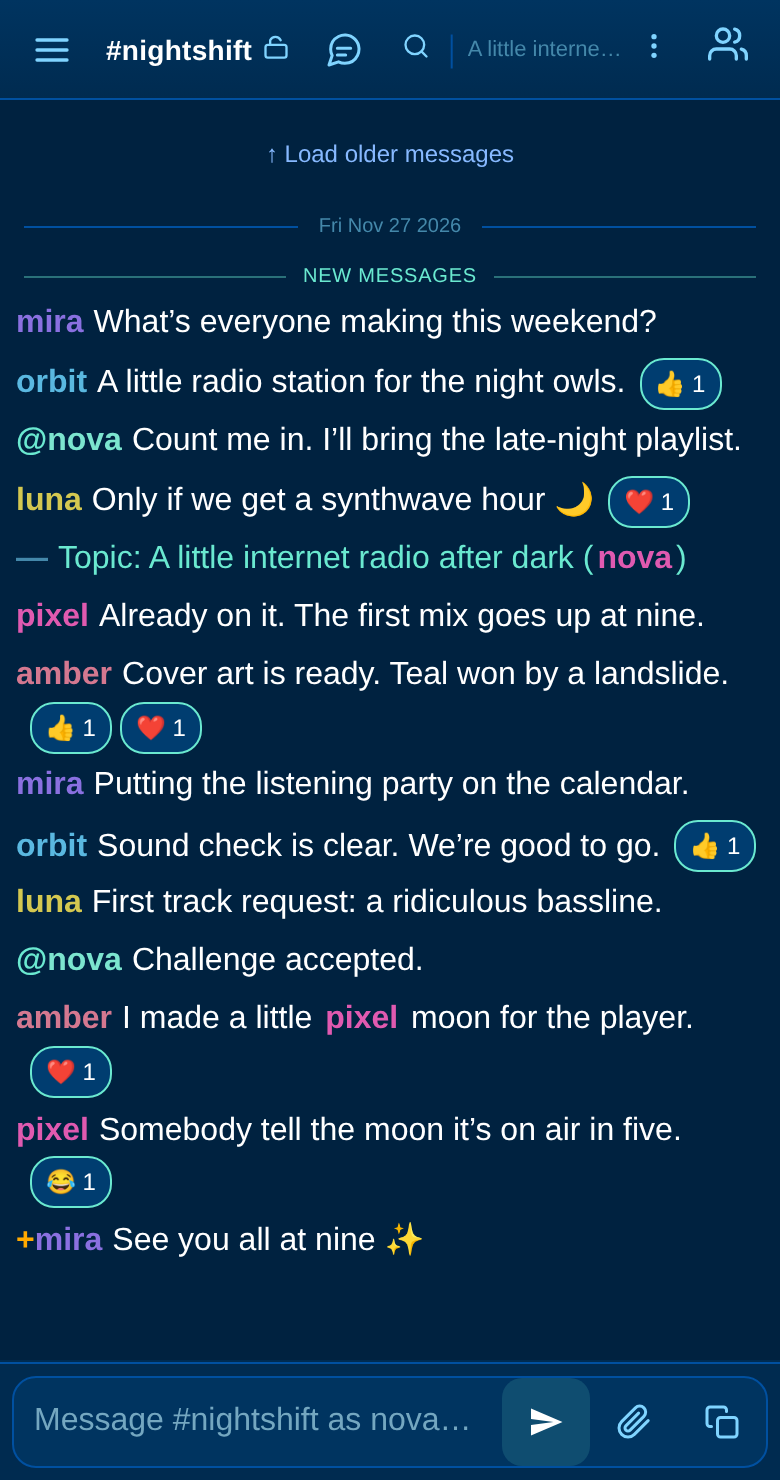 #nightshift A little interne…
↑ Load older messages
Fri Nov 27 2026
NEW MESSAGES
mira What’s everyone making this weekend?
orbit A little radio station for the night owls. 👍 1
@nova Count me in. I’ll bring the late-night playlist.
luna Only if we get a synthwave hour 🌙 ❤️ 1
— Topic: A little internet radio after dark (nova)
pixel Already on it. The first mix goes up at nine.
amber Cover art is ready. Teal won by a landslide.
👍 1 ❤️ 1
mira Putting the listening party on the calendar.
orbit Sound check is clear. We’re good to go. 👍 1
luna First track request: a ridiculous bassline.
@nova Challenge accepted.
amber I made a little pixel moon for the player.
❤️ 1
pixel Somebody tell the moon it’s on air in five.
😂 1
+mira See you all at nine ✨
Message #nightshift as nova…